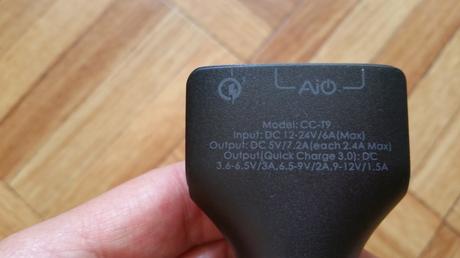 AiO
Model: CC-T9
Input: DC 12-24V/6A(Max)
Output: DC 5V/7.2A(each 2.4A Max)
Output(Quick Charge 3.0): DC
3.6-6.5V/3A,6.5-9V/2A,9-12V/1.5A